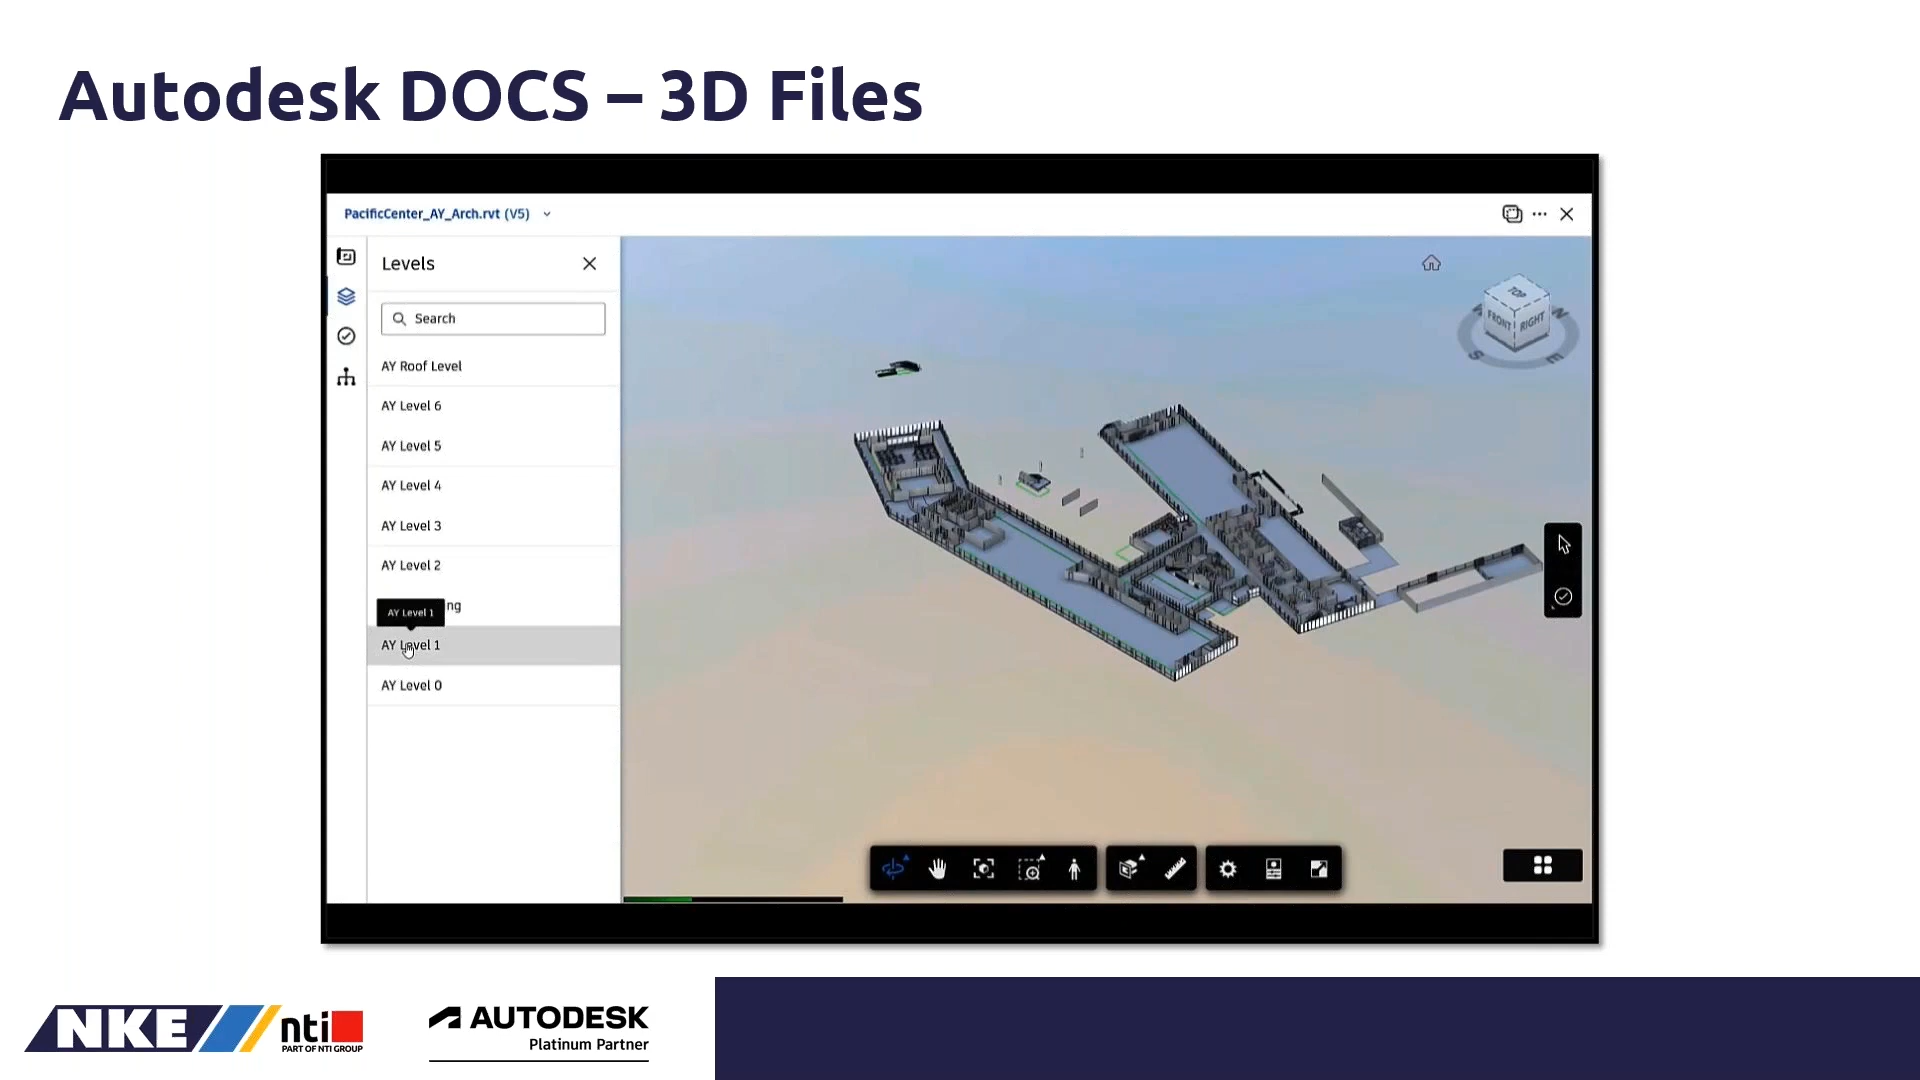 Autodesk DOCS – 3D Files
PacificCenter_AY_Arch.rvt (V5)
Levels
Search
AY Roof Level
AY Level 6
AY Level 5
AY Level 4
AY Level 3
AY Level 2
ng
AY Level 1
AY Level 1
AY Level 0
TOP
FRONT
RIGHT
S
E
N
NKE
nti
PART OF NTI GROUP
AUTODESK
Platinum Partner